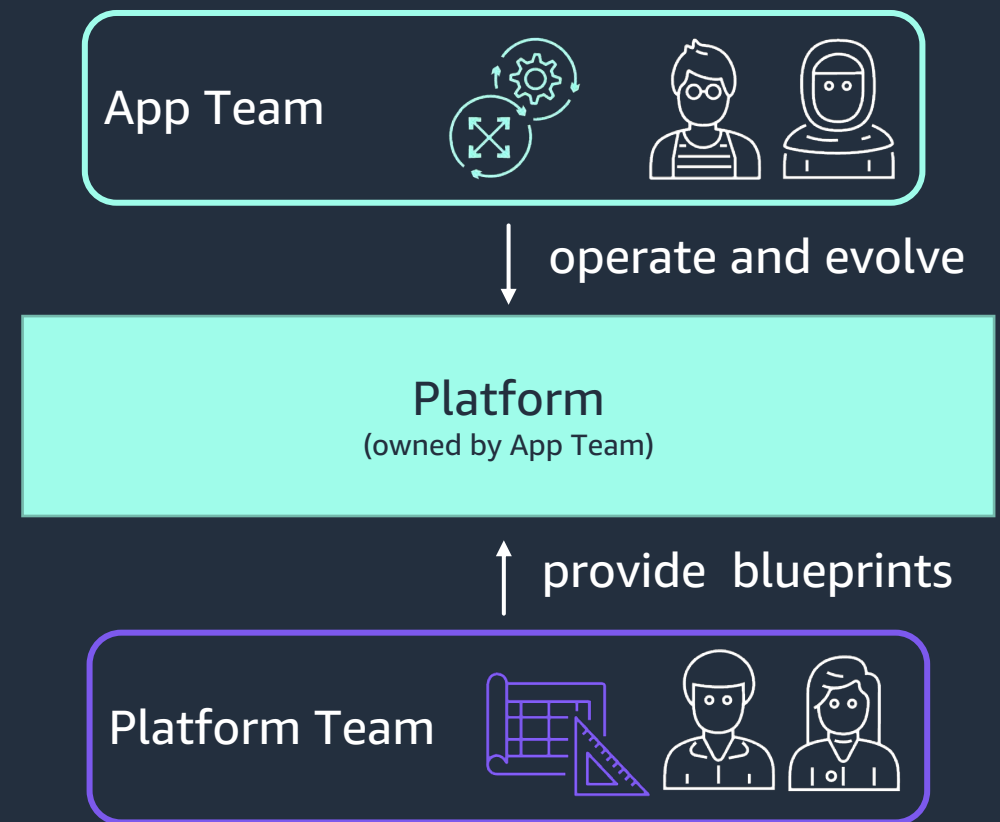 App Team
operate and evolve
Platform
(owned by App Team)
provide blueprints
Platform Team